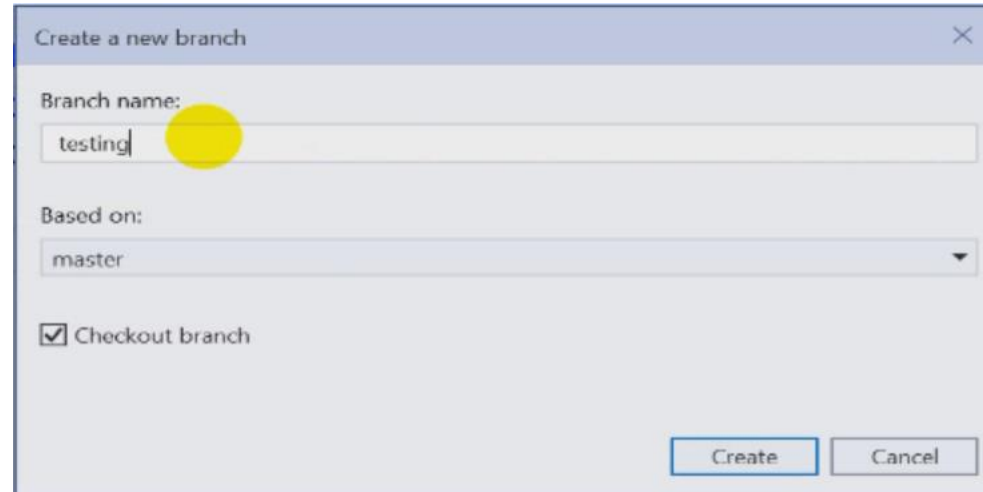 Create a new branch
Branch name:
testing
Based on:
master
Checkout branch
Create Cancel